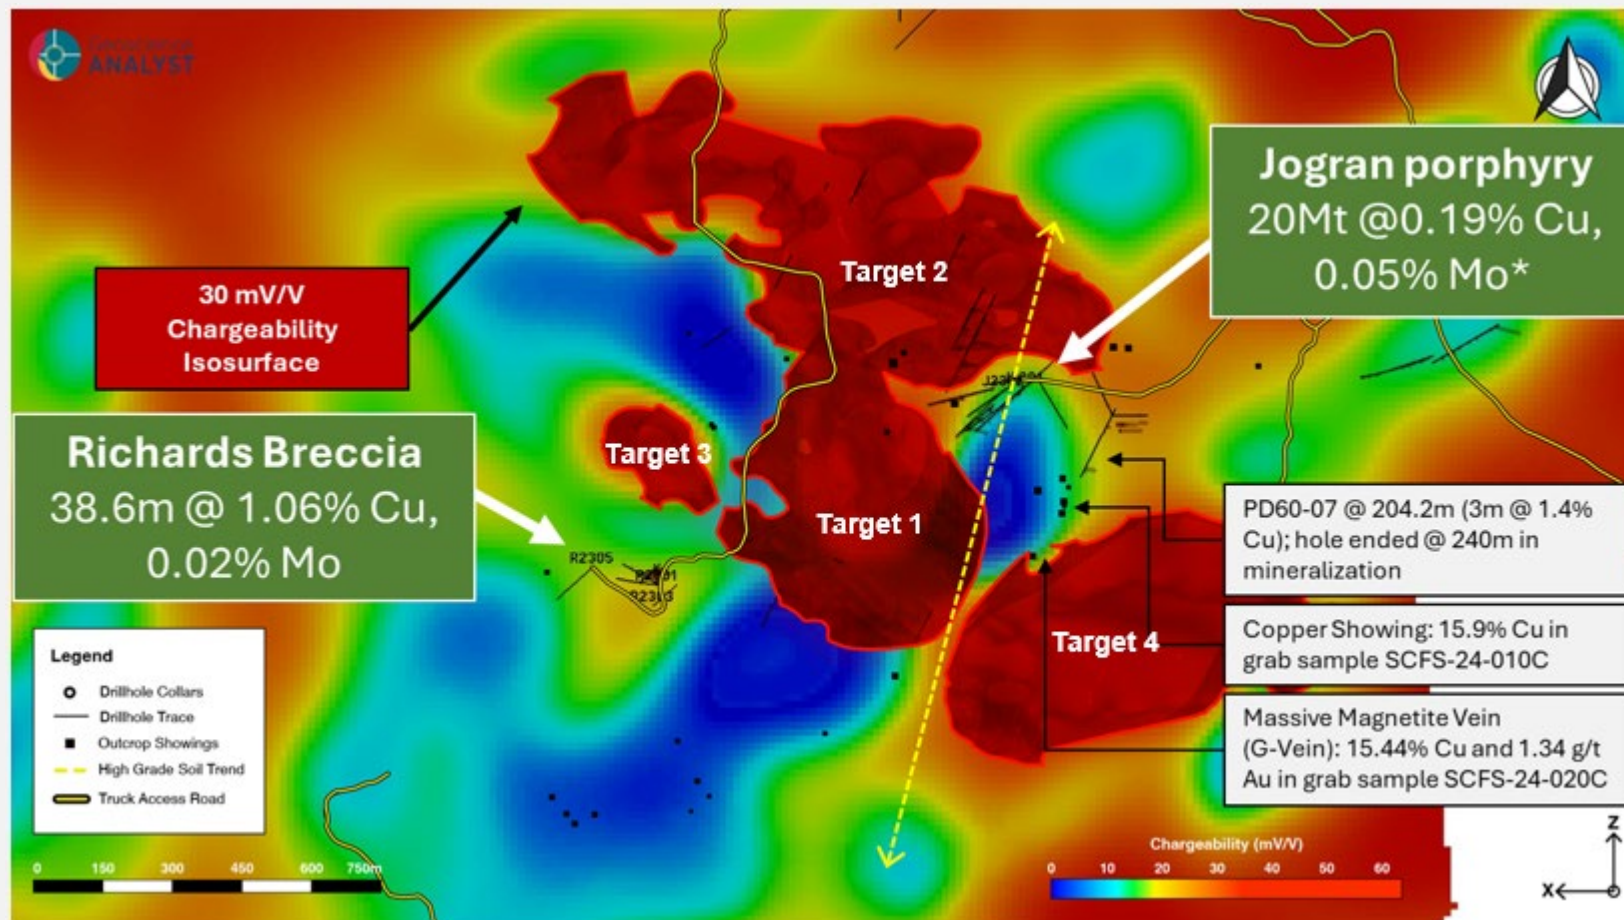 ANALYST
Jogran porphyry
20Mt @0.19% Cu,
0.05% Mo*
Target 2
30 mV/V
Chargeability
Isosurface
Richards Breccia
38.6m @ 1.06% Cu,
0.02% Mo
Target 3
Target 1
Target 4
R2305
PD60-07 @ 204.2m (3m @ 1.4%
Cu); hole ended @ 240m in
mineralization
Copper Showing: 15.9% Cu in
grab sample SCFS-24-010C
Massive Magnetite Vein
(G-Vein): 15.44% Cu and 1.34 g/t
Au in grab sample SCFS-24-020C
Legend
Drillhole Collars
Drillhole Trace
Outcrop Showings
High Grade Soil Trend
Truck Access Road
0 150 300 450 600 750m
Chargeability (mV/V)
0 10 20 30 40 50 60
Z
X